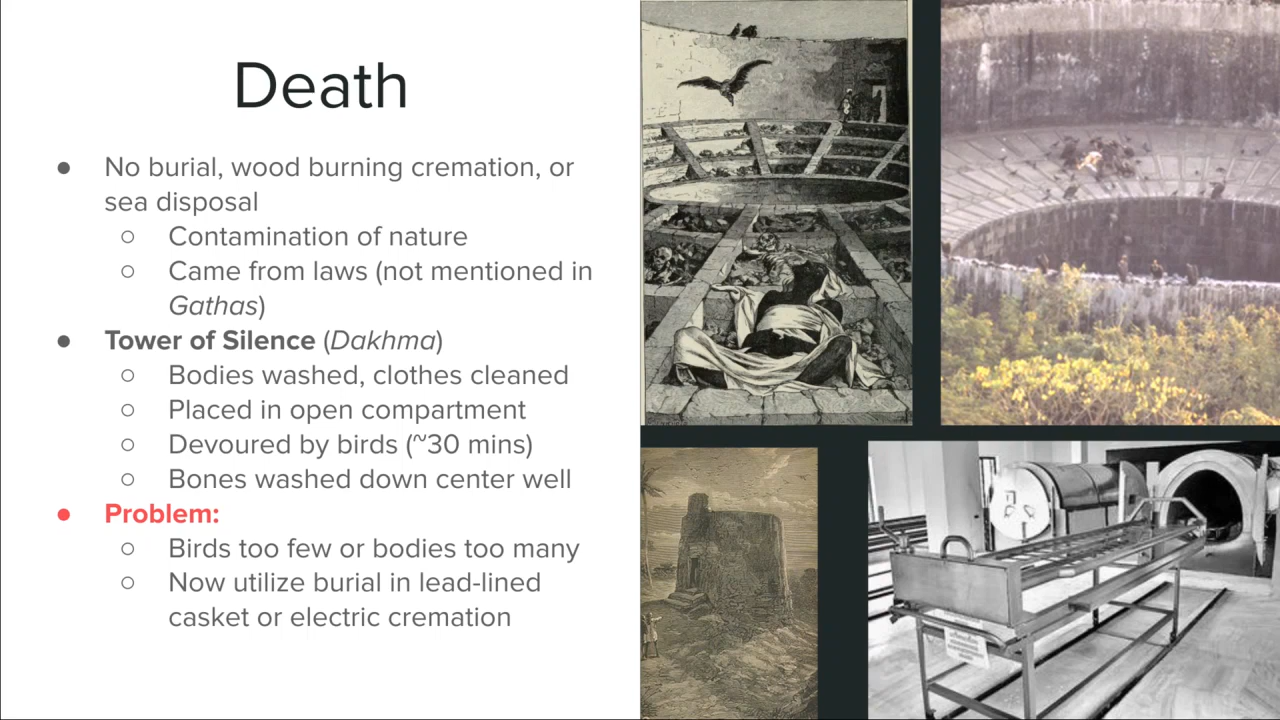 Death
● No burial, wood burning cremation, or
sea disposal
○ Contamination of nature
○ Came from laws (not mentioned in
Gathas)
● Tower of Silence (Dakhma)
○ Bodies washed, clothes cleaned
○ Placed in open compartment
○ Devoured by birds (~30 mins)
○ Bones washed down center well
● Problem:
○ Birds too few or bodies too many
○ Now utilize burial in lead-lined
casket or electric cremation